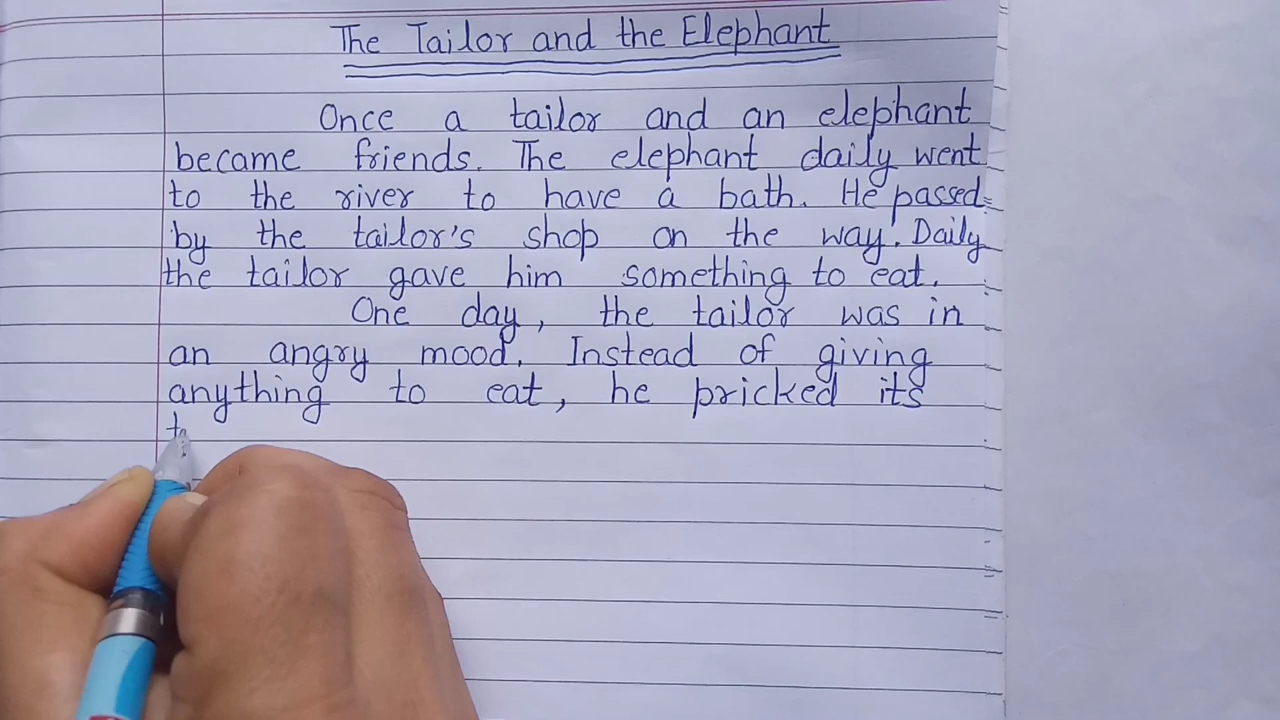 The Tailor and the Elephant
Once a tailor and an elephant
became friends. The elephant daily went
to the river to have a bath. He passed
by the tailor's shop on the way. Daily
the tailor gave him something to eat.
One day, the tailor was in
an angry mood. Instead of giving
anything to eat, he pricked its